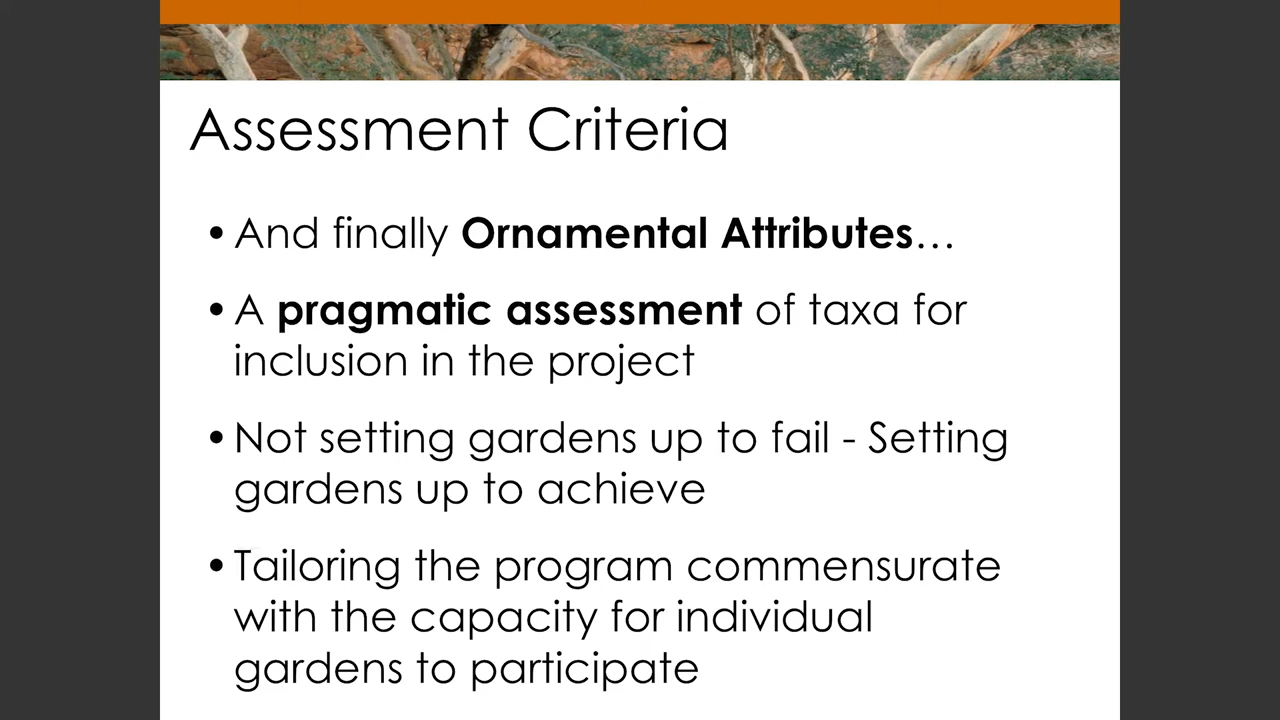 Assessment Criteria
• And finally Ornamental Attributes…
• A pragmatic assessment of taxa for
inclusion in the project
• Not setting gardens up to fail - Setting
gardens up to achieve
• Tailoring the program commensurate
with the capacity for individual
gardens to participate